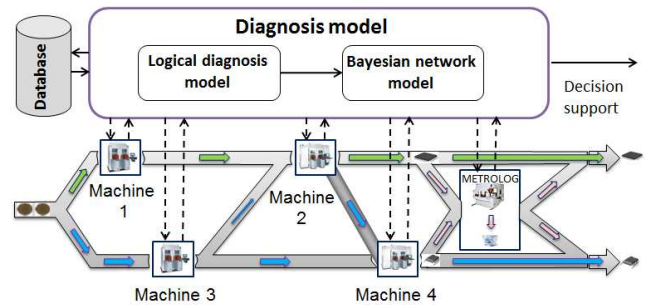 Diagnosis model
Database
Logical diagnosis
model
Bayesian network
model
Decision
support
Machine
1
Machine
2
METROLOG
Machine 3
Machine 4